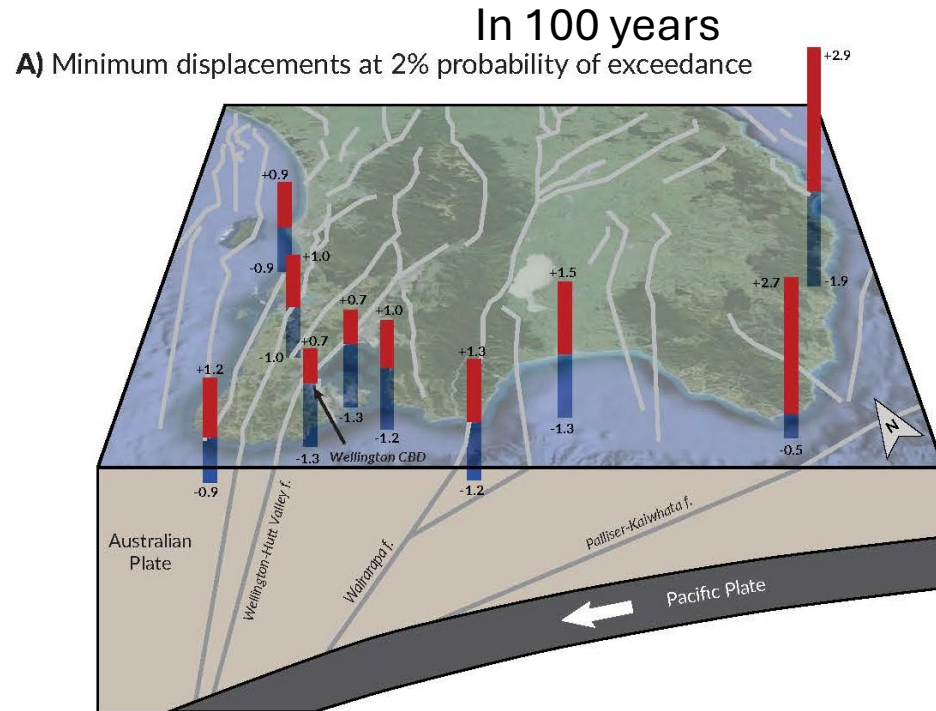 In 100 years
A) Minimum displacements at 2% probability of exceedance
+2.9
+0.9
-0.9
+1.0
-1.0
+2.7
-1.9
+1.5
+0.7
+1.0
+0.7
+1.3
+1.2
-1.3
-1.2
-1.3
-1.3
Wellington CBD
-0.5
-0.9
-1.2
N
Australian
Plate
Wellington-Hutt Valley f.
Wairarapa f.
Palliser-Kaiwhata f.
Pacific Plate